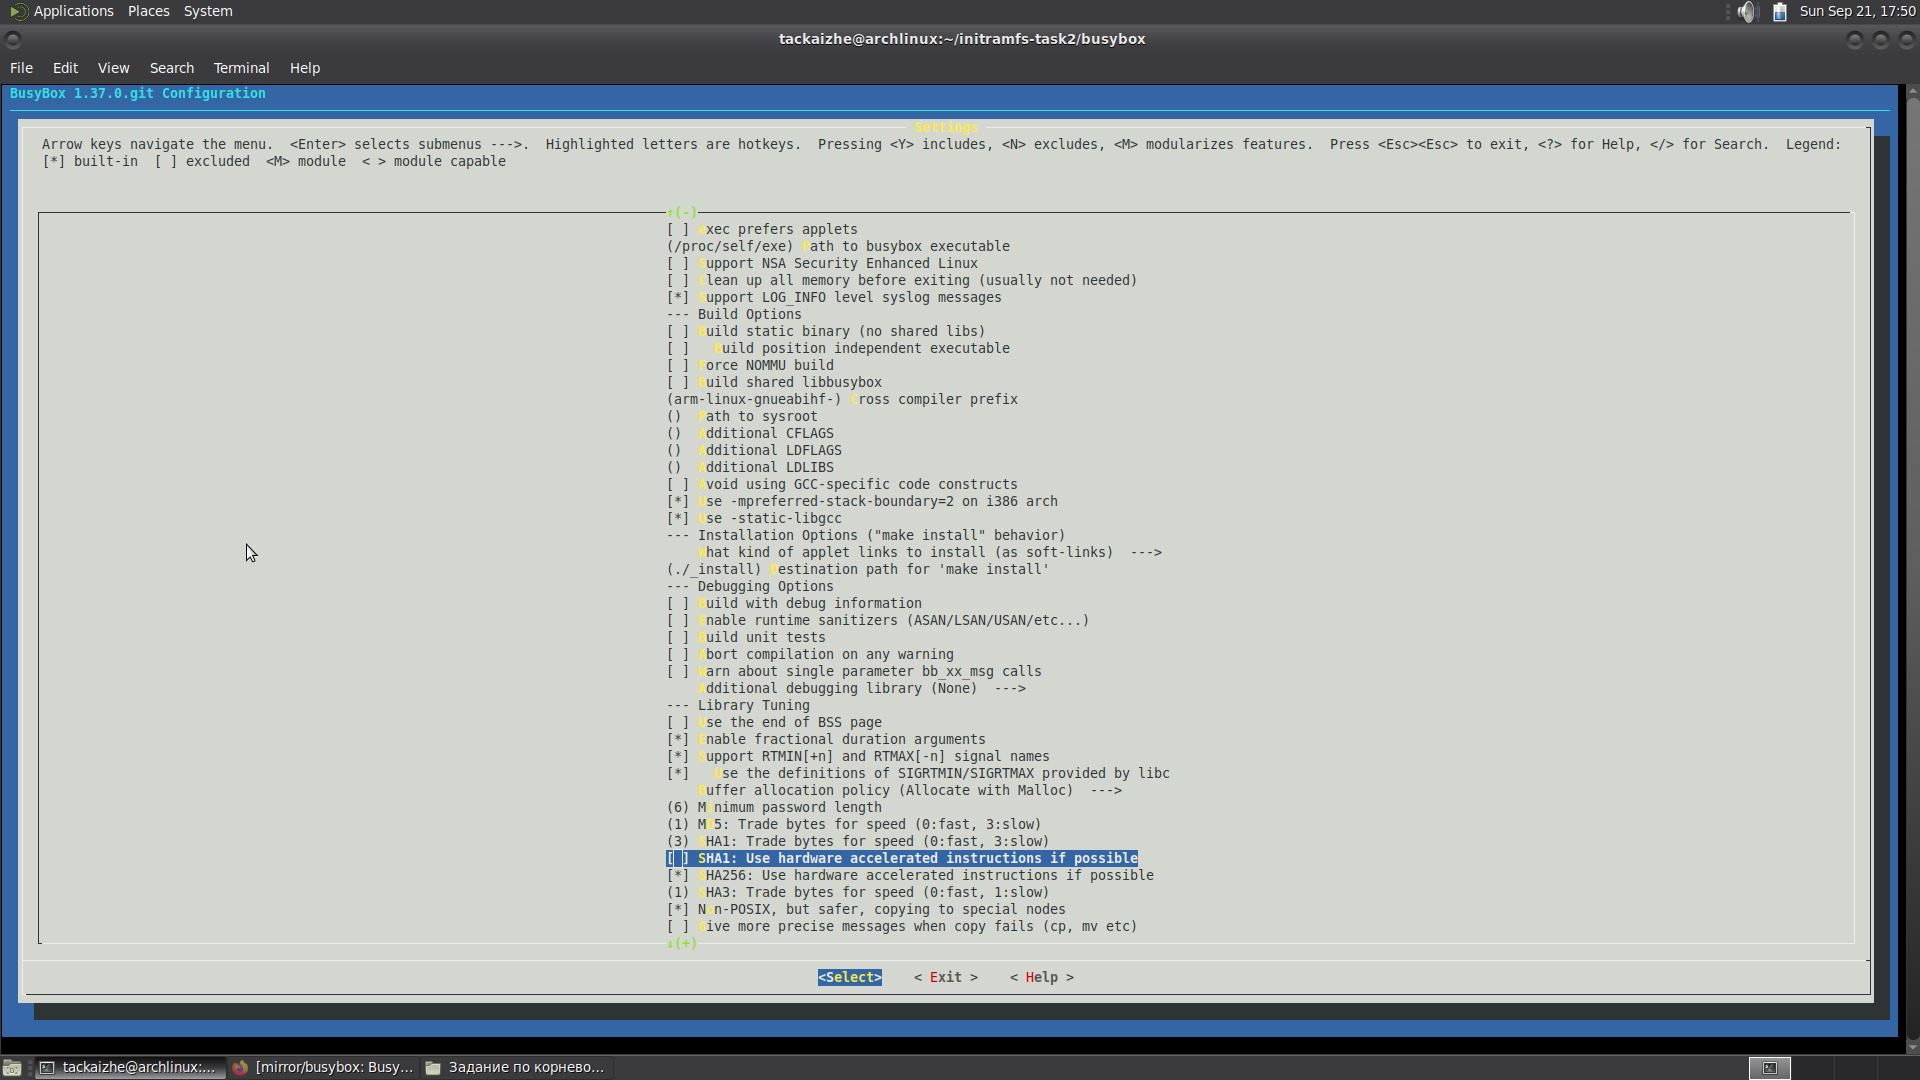 Applications Places System Sun Sep 21, 17:50
tackaizhe@archlinux:~/initramfs-task2/busybox
File Edit View Search Terminal Help
BusyBox 1.37.0.git Configuration
Settings
Arrow keys navigate the menu. <Enter> selects submenus --->. Highlighted letters are hotkeys. Pressing <Y> includes, <N> excludes, <M> modularizes features. Press <Esc><Esc> to exit, <?> for Help, </> for Search. Legend:
[*] built-in [ ] excluded <M> module < > module capable
↑(-)
[ ] exec prefers applets
(/proc/self/exe) Path to busybox executable
[ ] Support NSA Security Enhanced Linux
[ ] Clean up all memory before exiting (usually not needed)
[*] Support LOG_INFO level syslog messages
--- Build Options
[ ] Build static binary (no shared libs)
[ ] Build position independent executable
[ ] Force NOMMU build
[ ] Build shared libbusybox
(arm-linux-gnueabihf-) Cross compiler prefix
() Path to sysroot
() Additional CFLAGS
() Additional LDFLAGS
() Additional LDLIBS
[ ] Avoid using GCC-specific code constructs
[*] Use -mpreferred-stack-boundary=2 on i386 arch
[*] Use -static-libgcc
--- Installation Options ("make install" behavior)
What kind of applet links to install (as soft-links) --->
(./_install) Destination path for 'make install'
--- Debugging Options
[ ] Build with debug information
[ ] Enable runtime sanitizers (ASAN/LSAN/USAN/etc...)
[ ] Build unit tests
[ ] Abort compilation on any warning
[ ] Warn about single parameter bb_xx_msg calls
Additional debugging library (None) --->
--- Library Tuning
[ ] Use the end of BSS page
[*] Enable fractional duration arguments
[*] Support RTMIN[+n] and RTMAX[-n] signal names
[*] Use the definitions of SIGRTMIN/SIGRTMAX provided by libc
Buffer allocation policy (Allocate with Malloc) --->
(6) Minimum password length
(1) MD5: Trade bytes for speed (0:fast, 3:slow)
(3) SHA1: Trade bytes for speed (0:fast, 3:slow)
[ ] SHA1: Use hardware accelerated instructions if possible
[*] SHA256: Use hardware accelerated instructions if possible
(1) SHA3: Trade bytes for speed (0:fast, 1:slow)
[*] Non-POSIX, but safer, copying to special nodes
[ ] Give more precise messages when copy fails (cp, mv etc)
↓(+)
<Select> < Exit > < Help >
tackaizhe@archlinux:... [mirror/busybox: Busy... Задание по корнево...